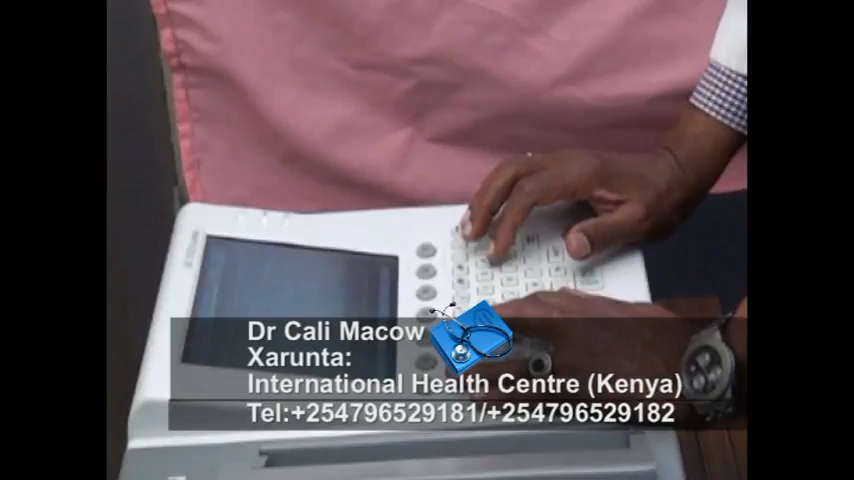 Dr Cali Macow
Xarunta:
International Health Centre (Kenya)
Tel:+254796529181/+254796529182